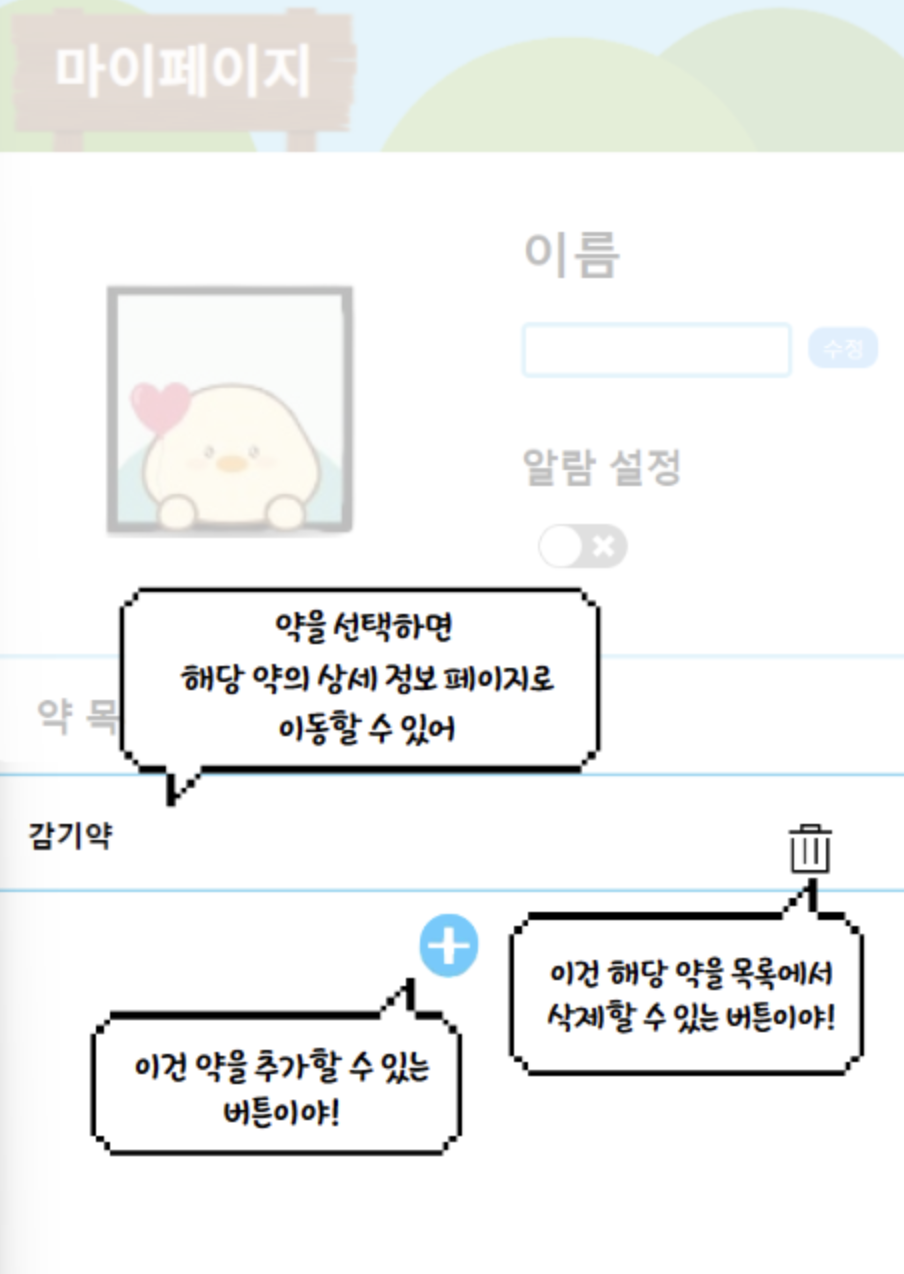 마이페이지
이름
수정
알람 설정
약을 선택하면
해당 약의 상세 정보 페이지로
이동할 수 있어
약 목
감기약
이건 해당 약을 목록에서
삭제할 수 있는 버튼이야!
이건 약을 추가할 수 있는
버튼이야!